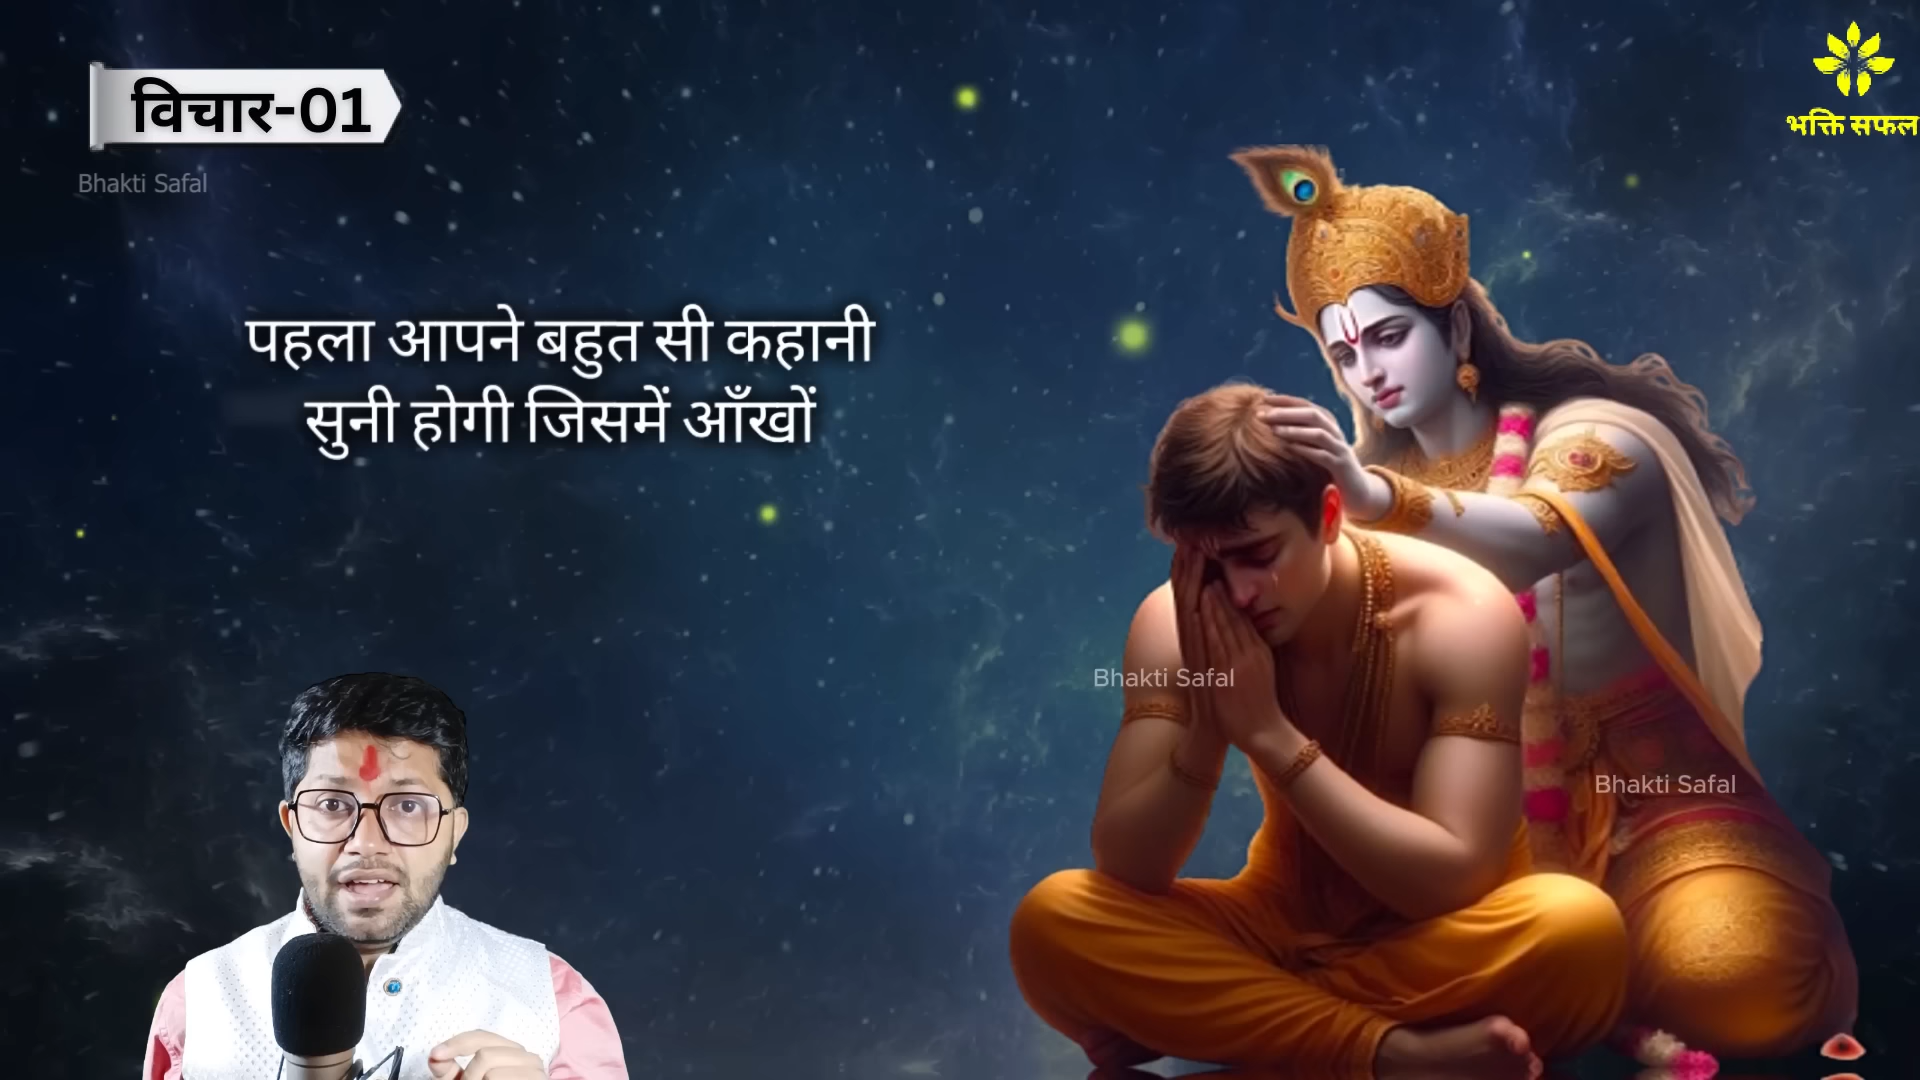 विचार-01
Bhakti Safal
भक्ति सफल
पहला आपने बहुत सी कहानी
सुनी होगी जिसमें आँखों
Bhakti Safal
Bhakti Safal